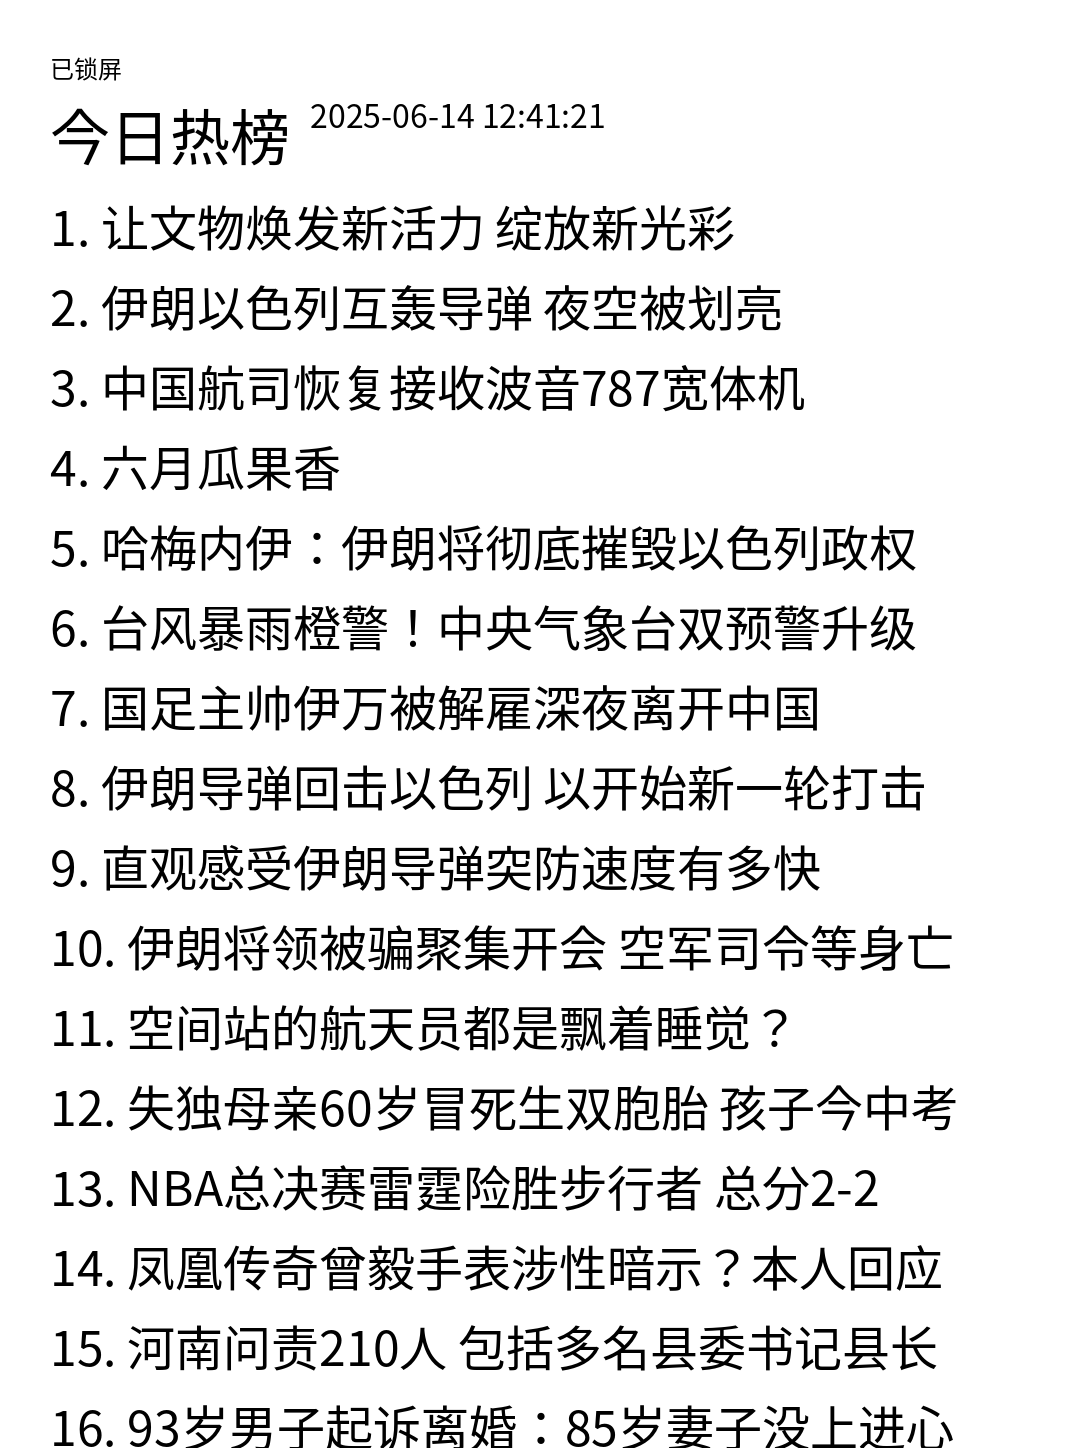 已锁屏
今日热榜 2025-06-14 12:41:21
1. 让文物焕发新活力 绽放新光彩
2. 伊朗以色列互轰导弹 夜空被划亮
3. 中国航司恢复接收波音787宽体机
4. 六月瓜果香
5. 哈梅内伊：伊朗将彻底摧毁以色列政权
6. 台风暴雨橙警！中央气象台双预警升级
7. 国足主帅伊万被解雇深夜离开中国
8. 伊朗导弹回击以色列 以开始新一轮打击
9. 直观感受伊朗导弹突防速度有多快
10. 伊朗将领被骗聚集开会 空军司令等身亡
11. 空间站的航天员都是飘着睡觉？
12. 失独母亲60岁冒死生双胞胎 孩子今中考
13. NBA总决赛雷霆险胜步行者 总分2-2
14. 凤凰传奇曾毅手表涉性暗示？本人回应
15. 河南问责210人 包括多名县委书记县长
16. 93岁男子起诉离婚：85岁妻子没上进心